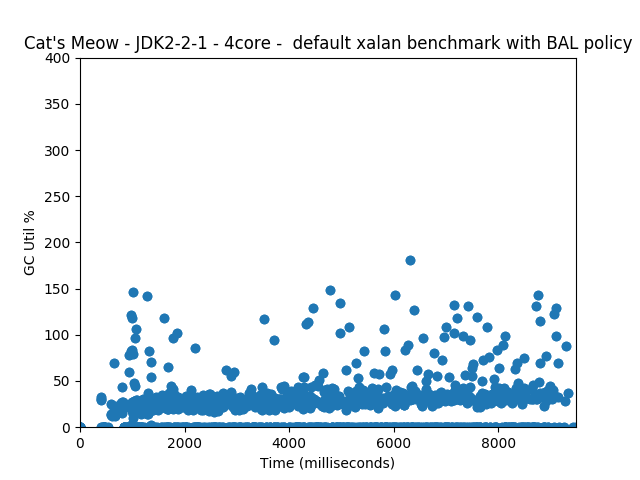 Cat's Meow - JDK2-2-1 - 4core -  default xalan benchmark with BAL policy
400
350
300
250
200
150
100
50
0
GC Util %
0 2000 4000 6000 8000
Time (milliseconds)